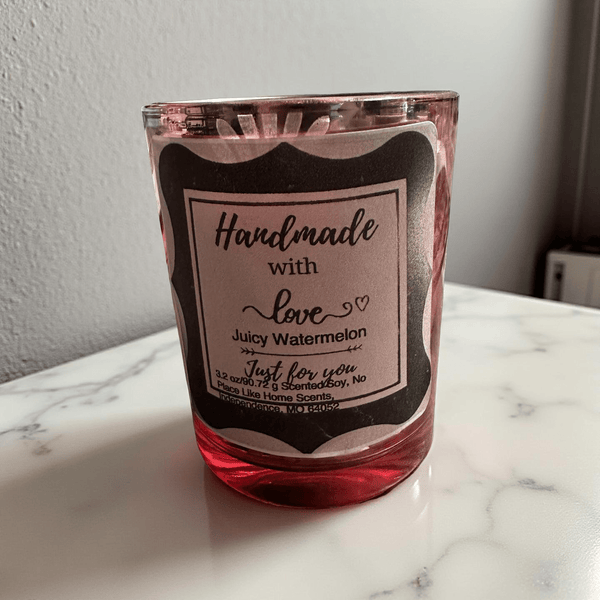 Handmade
with
love
Juicy Watermelon
Just for you
3.2 oz/90.72 g Scented Soy, No
Place Like Home Scents,
Independence, MO 64052